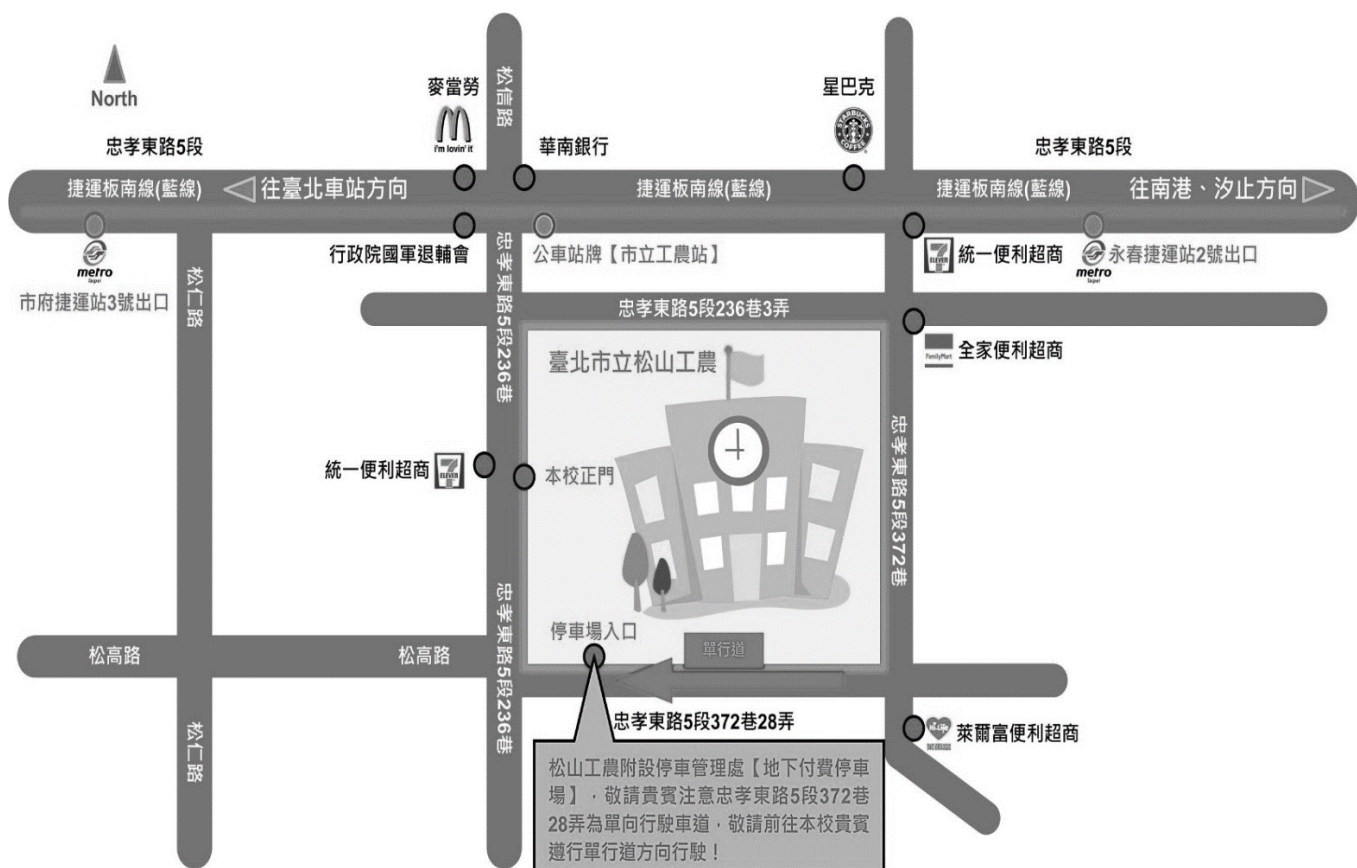 North
麥當勞
i'm lovin' it
松信路
星巴克
STARBUCKS COFFEE
忠孝東路5段
華南銀行
忠孝東路5段
捷運板南線(藍線)
往臺北車站方向
捷運板南線(藍線)
捷運板南線(藍線)
往南港、汐止方向
metro
Taipei
市府捷運站3號出口
松仁路
行政院國軍退輔會
忠孝東路5段236巷
公車站牌【市立工農站】
7 ELEVEN
統一便利超商
metro
Taipei
永春捷運站2號出口
忠孝東路5段236巷3弄
FamilyMart
全家便利超商
臺北市立松山工農
忠孝東路5段372巷
統一便利超商
7 ELEVEN
本校正門
忠孝東路5段236巷
停車場入口
單行道
松高路
松高路
松仁路
忠孝東路5段372巷28弄
Hi-Life
萊爾富便利超商
松山工農附設停車管理處【地下付費停車
場】，敬請貴賓注意忠孝東路5段372巷
28弄為單向行駛車道，敬請前往本校貴賓
遵行單行道方向行駛！